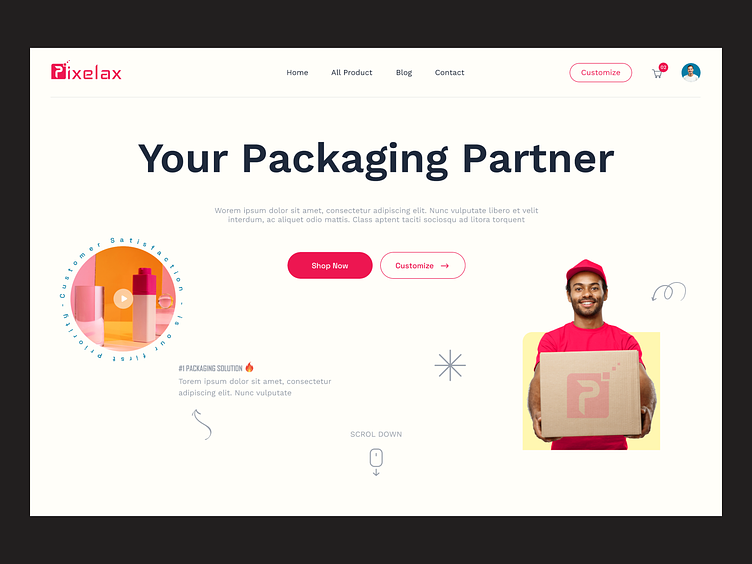 Pixelax
Home
All Product
Blog
Contact
Customize
02
Your Packaging Partner
Worem ipsum dolor sit amet, consectetur adipiscing elit. Nunc vulputate libero et velit
interdum, ac aliquet odio mattis. Class aptent taciti sociosqu ad litora torquent
Shop Now
Customize
Customer Satisfaction - is our first priority -
#1 PACKAGING SOLUTION 🔥
Torem ipsum dolor sit amet, consectetur
adipiscing elit. Nunc vulputate
SCROL DOWN
P